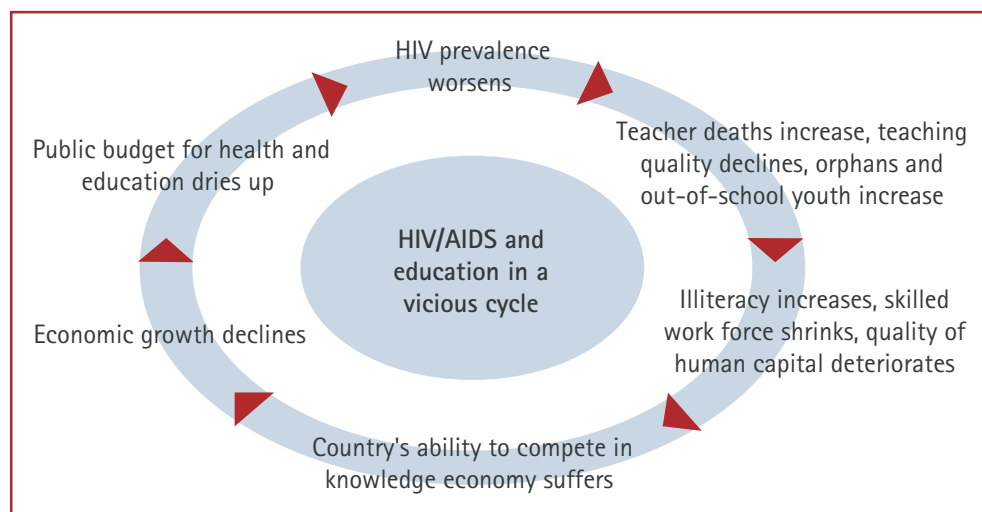 HIV prevalence
worsens
Teacher deaths increase, teaching
quality declines, orphans and
out-of-school youth increase
Illiteracy increases, skilled
work force shrinks, quality of
human capital deteriorates
Country's ability to compete in
knowledge economy suffers
Economic growth declines
Public budget for health and
education dries up
HIV/AIDS and
education in a
vicious cycle